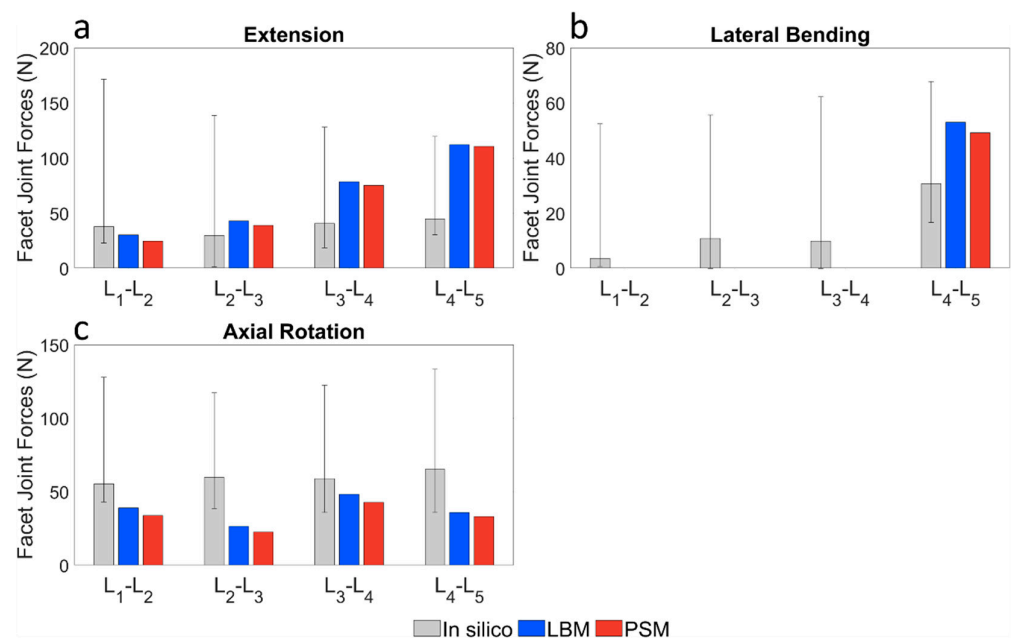 a
Extension
Facet Joint Forces (N)
200
150
100
50
0
L1-L2
L2-L3
L3-L4
L4-L5
b
Lateral Bending
Facet Joint Forces (N)
80
60
40
20
0
L1-L2
L2-L3
L3-L4
L4-L5
c
Axial Rotation
Facet Joint Forces (N)
150
100
50
0
L1-L2
L2-L3
L3-L4
L4-L5
In silico LBM PSM